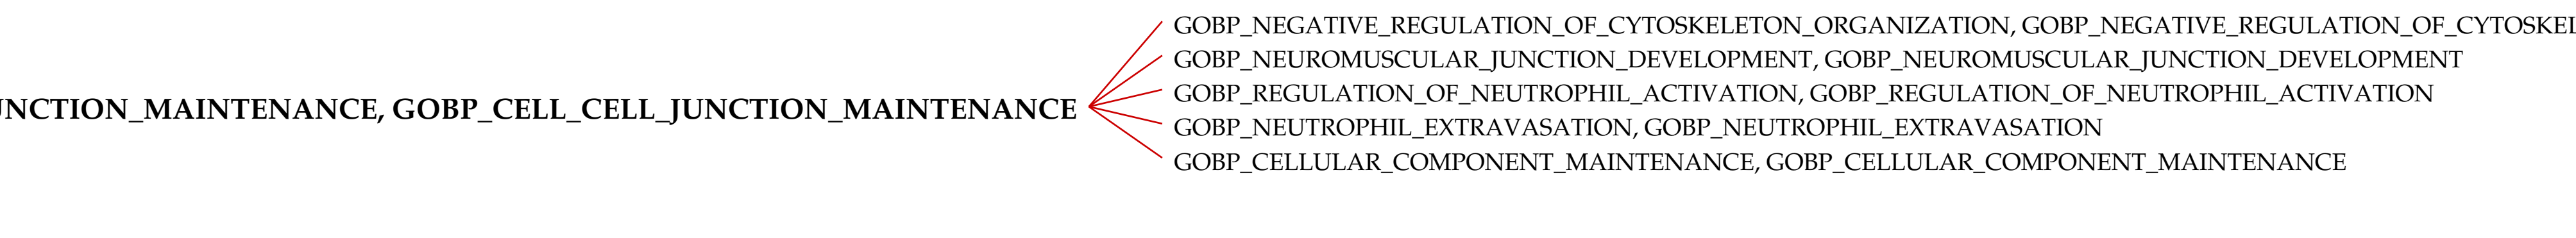 GOBP_NEGATIVE_REGULATION_OF_CYTOSKELETON_ORGANIZATION, GOBP_NEGATIVE_REGULATION_OF_CYTOSKEL
GOBP_NEUROMUSCULAR_JUNCTION_DEVELOPMENT, GOBP_NEUROMUSCULAR_JUNCTION_DEVELOPMENT
GOBP_REGULATION_OF_NEUTROPHIL_ACTIVATION, GOBP_REGULATION_OF_NEUTROPHIL_ACTIVATION
UNCTION_MAINTENANCE, GOBP_CELL_CELL_JUNCTION_MAINTENANCE
GOBP_NEUTROPHIL_EXTRAVASATION, GOBP_NEUTROPHIL_EXTRAVASATION
GOBP_CELLULAR_COMPONENT_MAINTENANCE, GOBP_CELLULAR_COMPONENT_MAINTENANCE